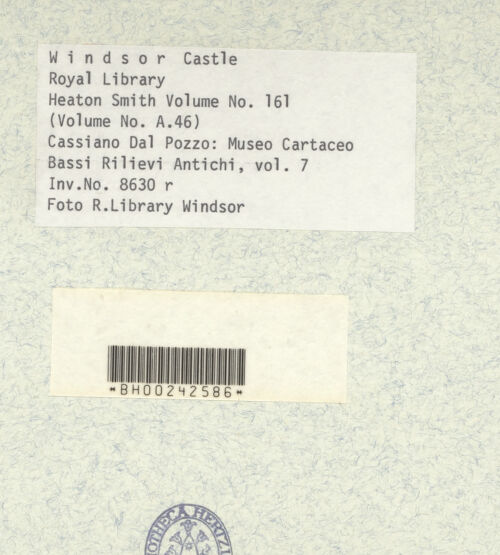 W i n d s o r Castle
Royal Library
Heaton Smith Volume No. 161
(Volume No. A.46)
Cassiano Dal Pozzo: Museo Cartaceo
Bassi Rilievi Antichi, vol. 7
Inv.No. 8630 r
Foto R.Library Windsor
*BH00242586*